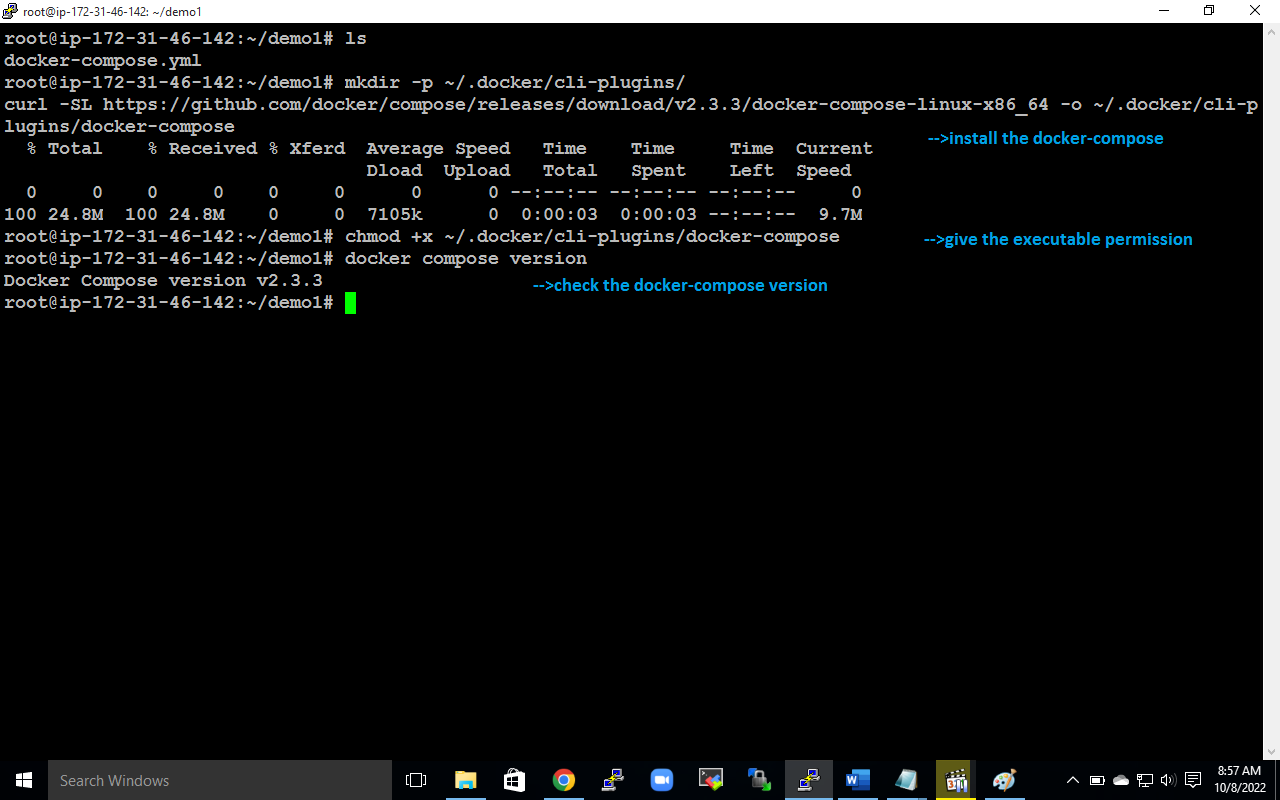 root@ip-172-31-46-142: ~/demo1
root@ip-172-31-46-142:~/demo1# ls
docker-compose.yml
root@ip-172-31-46-142:~/demo1# mkdir -p ~/.docker/cli-plugins/
curl -SL https://github.com/docker/compose/releases/download/v2.3.3/docker-compose-linux-x86_64 -o ~/.docker/cli-p
lugins/docker-compose
-->install the docker-compose
% Total % Received % Xferd Average Speed Time Time Time Current
Dload Upload Total Spent Left Speed
0 0 0 0 0 0 0 0 --:--:-- --:--:-- --:--:-- 0
100 24.8M 100 24.8M 0 0 7105k 0 0:00:03 0:00:03 --:--:-- 9.7M
root@ip-172-31-46-142:~/demo1# chmod +x ~/.docker/cli-plugins/docker-compose -->give the executable permission
root@ip-172-31-46-142:~/demo1# docker compose version
Docker Compose version v2.3.3 -->check the docker-compose version
root@ip-172-31-46-142:~/demo1#
Search Windows
8:57 AM
10/8/2022